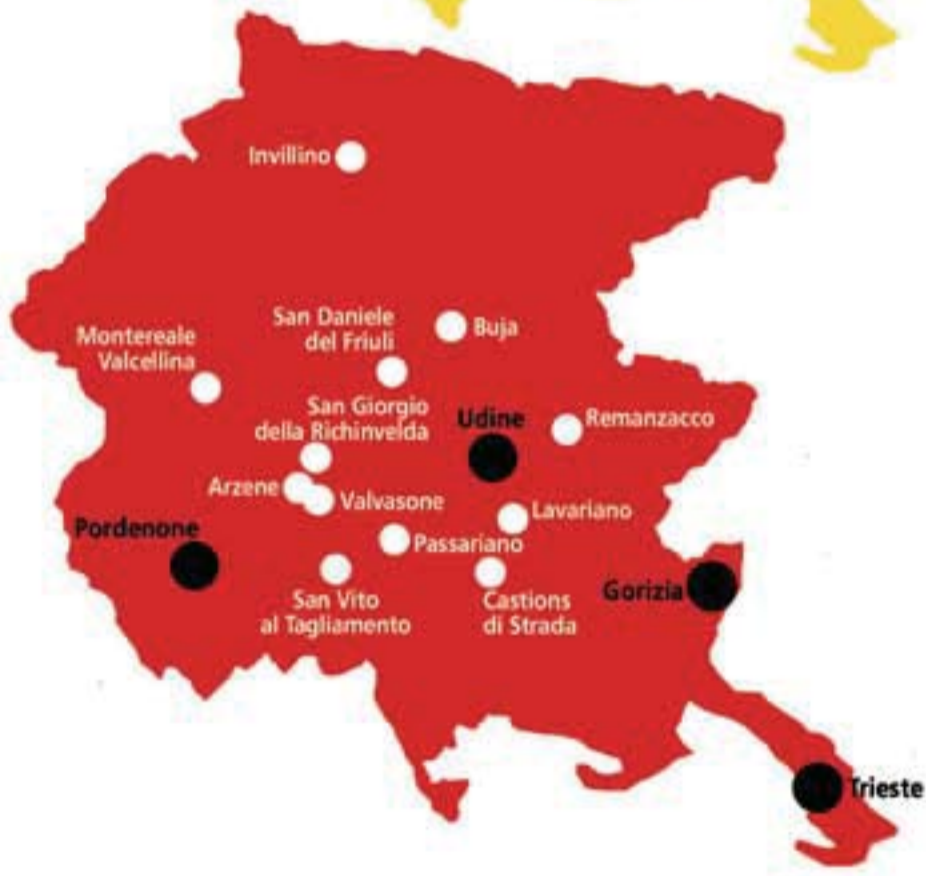 Invillino
San Daniele
del Friuli
Buja
Montereale
Valcellina
San Giorgio
della Richinvelda
Udine
Remanzacco
Arzene
Valvasone
Lavariano
Pordenone
Passariano
Gorizia
San Vito
al Tagliamento
Castions
di Strada
Trieste